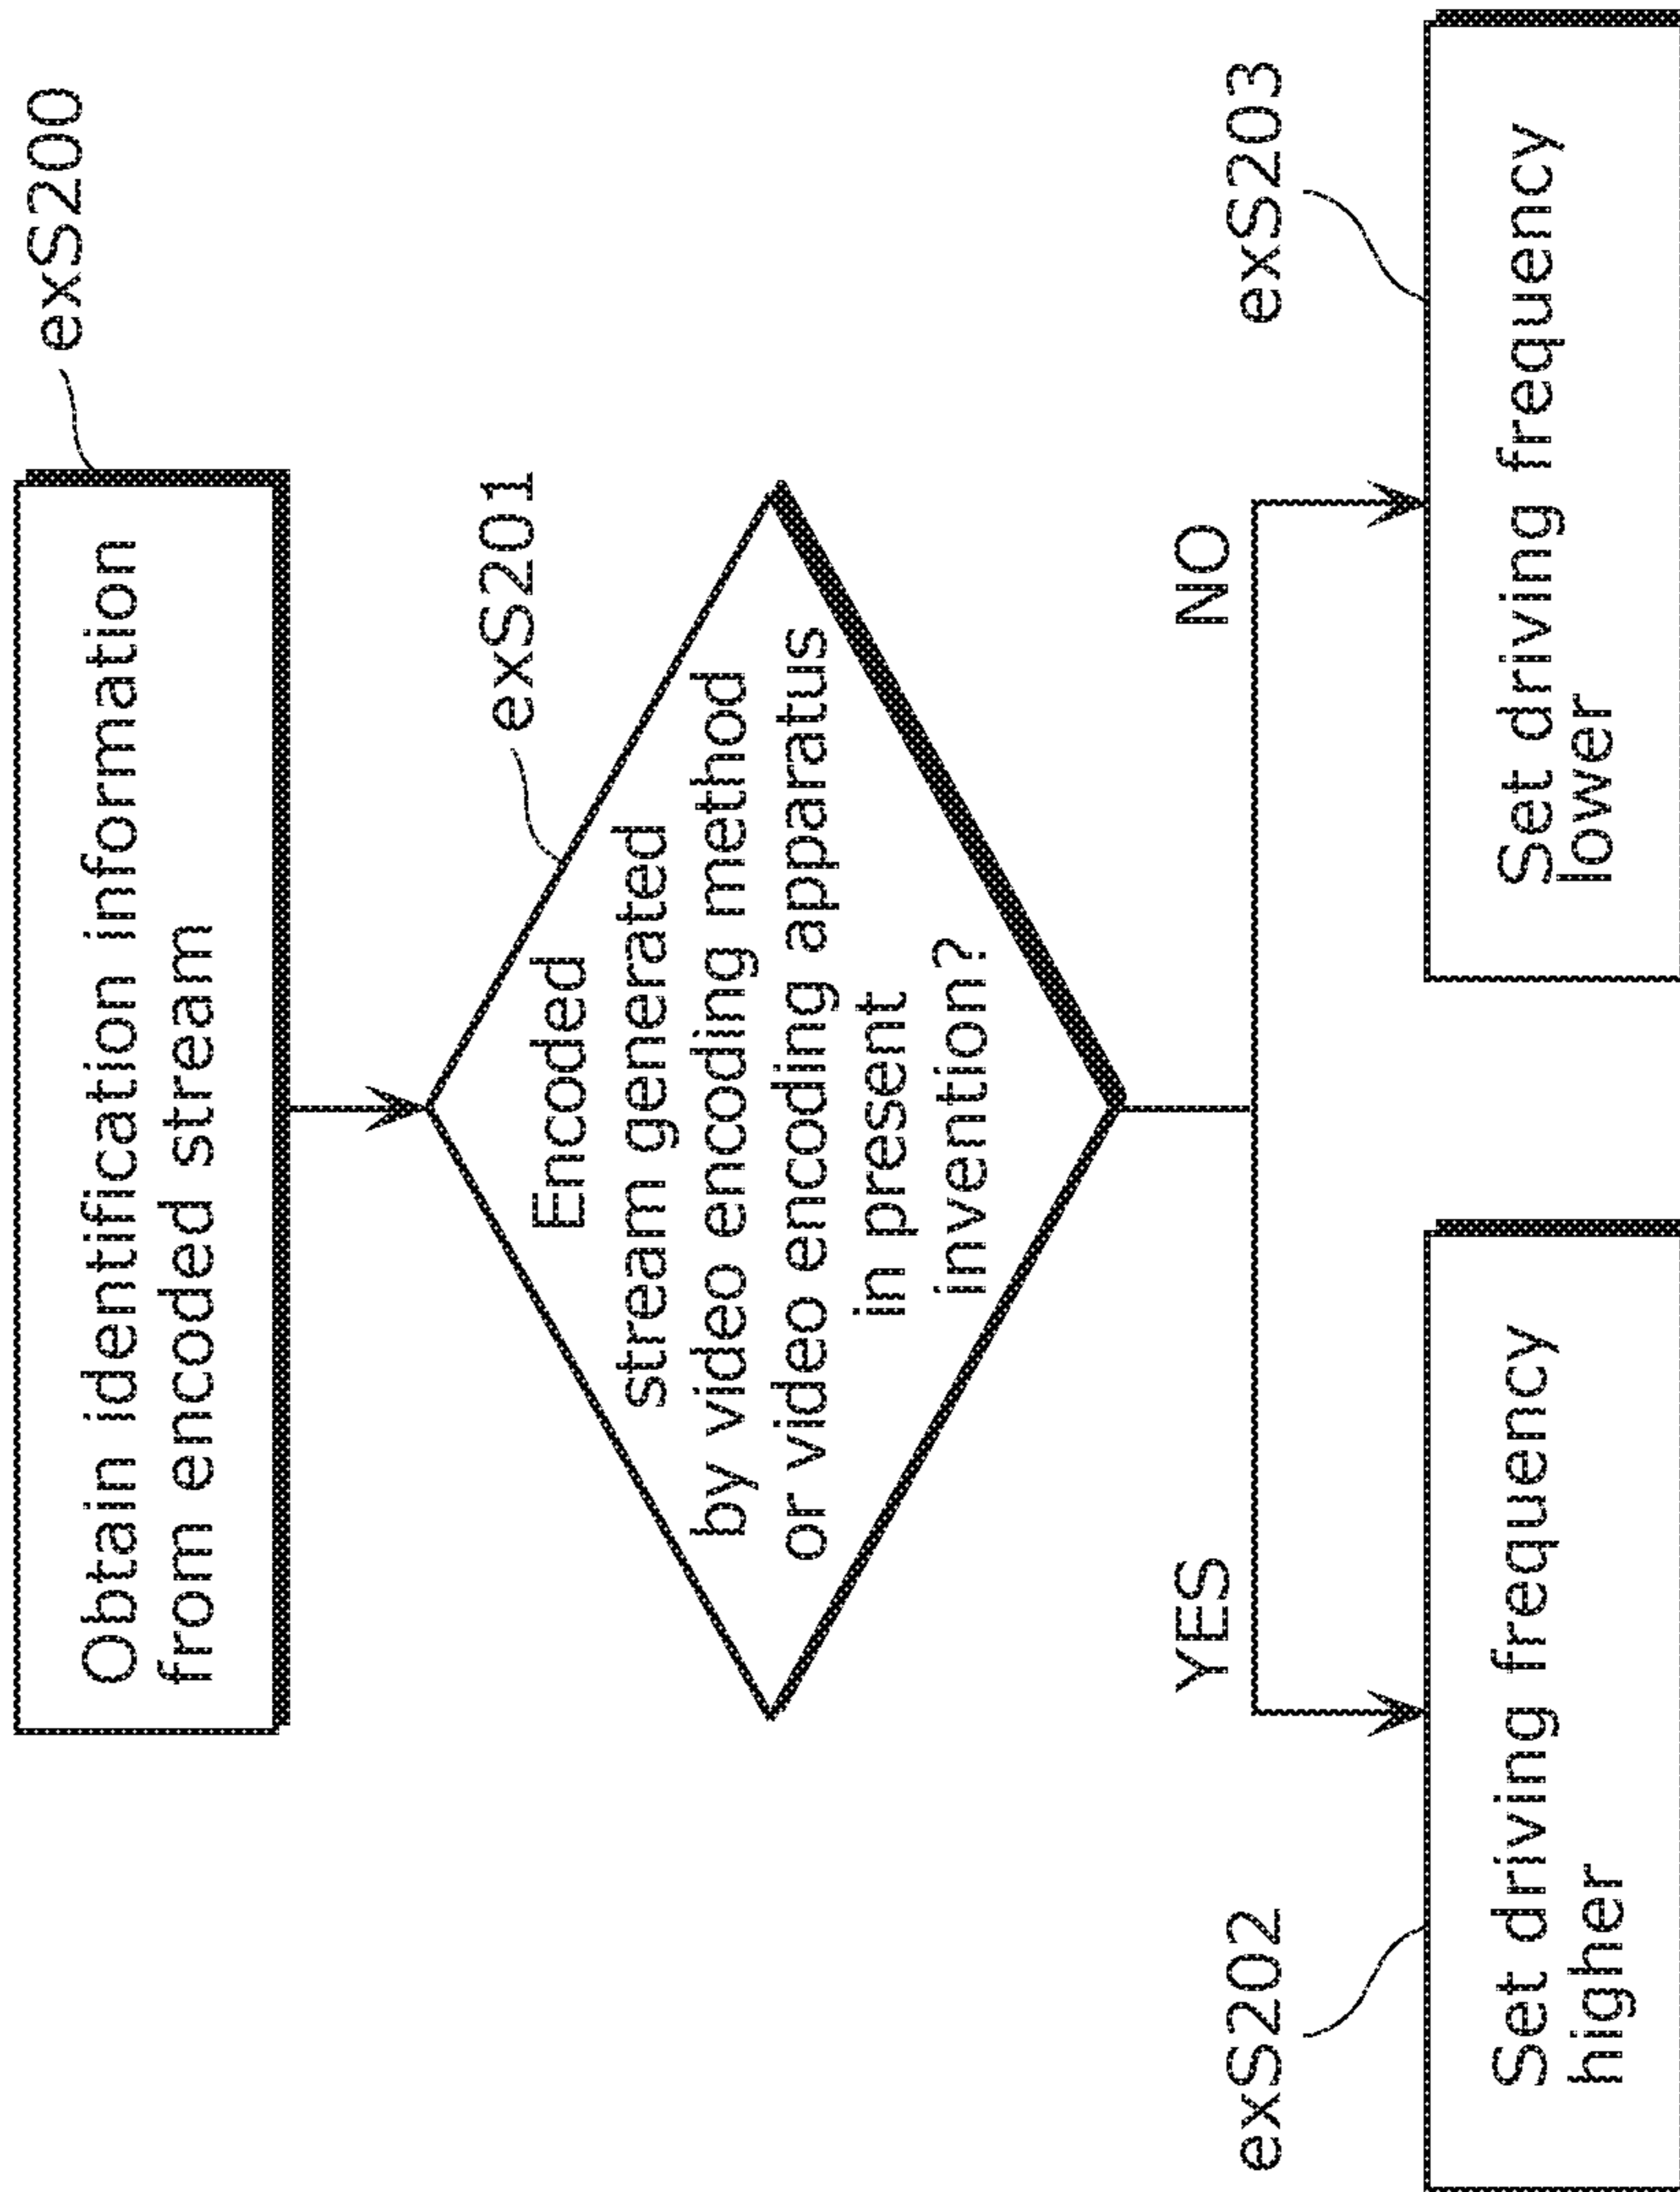 exS200
Obtain identification information
from encoded stream
exS201
Encoded
stream generated
by video encoding method
or video encoding apparatus
in present
invention?
YES
NO
exS202
exS203
Set driving frequency
higher
Set driving frequency
lower